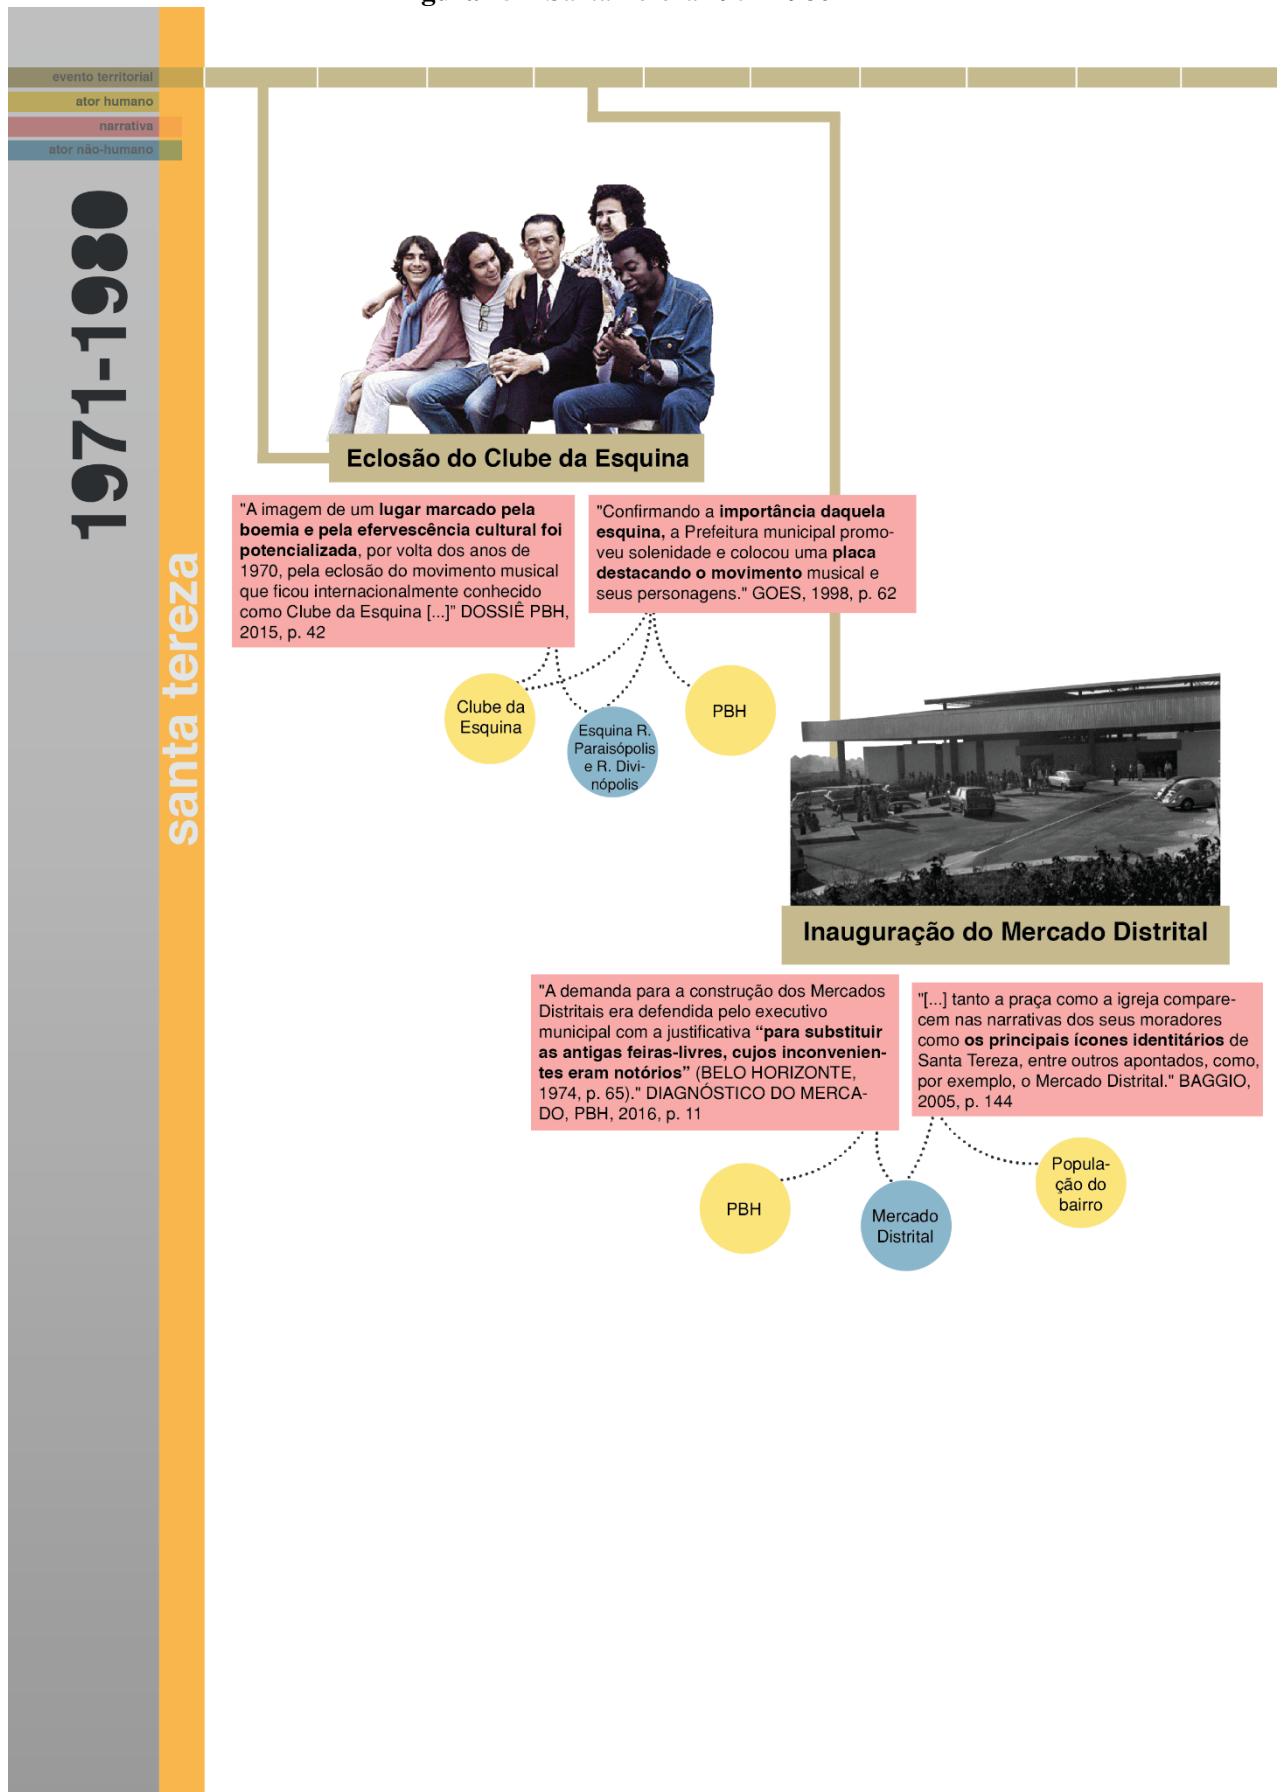 evento territorial
ator humano
narrativa
ator não-humano
1971-1980
santa tereza
Eclosão do Clube da Esquina
"A imagem de um lugar marcado pela
boemia e pela efervescência cultural foi
potencializada, por volta dos anos de
1970, pela eclosão do movimento musical
que ficou internacionalmente conhecido
como Clube da Esquina [...]” DOSSIÊ PBH,
2015, p. 42
"Confirmando a importância daquela
esquina, a Prefeitura municipal promo-
veu solenidade e colocou uma placa
destacando o movimento musical e
seus personagens." GOES, 1998, p. 62
Clube da
Esquina
Esquina R.
Paraisópolis
e R. Divi-
nópolis
PBH
Inauguração do Mercado Distrital
"A demanda para a construção dos Mercados
Distritais era defendida pelo executivo
municipal com a justificativa “para substituir
as antigas feiras-livres, cujos inconvenien-
tes eram notórios” (BELO HORIZONTE,
1974, p. 65)." DIAGNÓSTICO DO MERCA-
DO, PBH, 2016, p. 11
"[...] tanto a praça como a igreja compare-
cem nas narrativas dos seus moradores
como os principais ícones identitários de
Santa Tereza, entre outros apontados, como,
por exemplo, o Mercado Distrital." BAGGIO,
2005, p. 144
PBH
Mercado
Distrital
Popula-
ção do
bairro